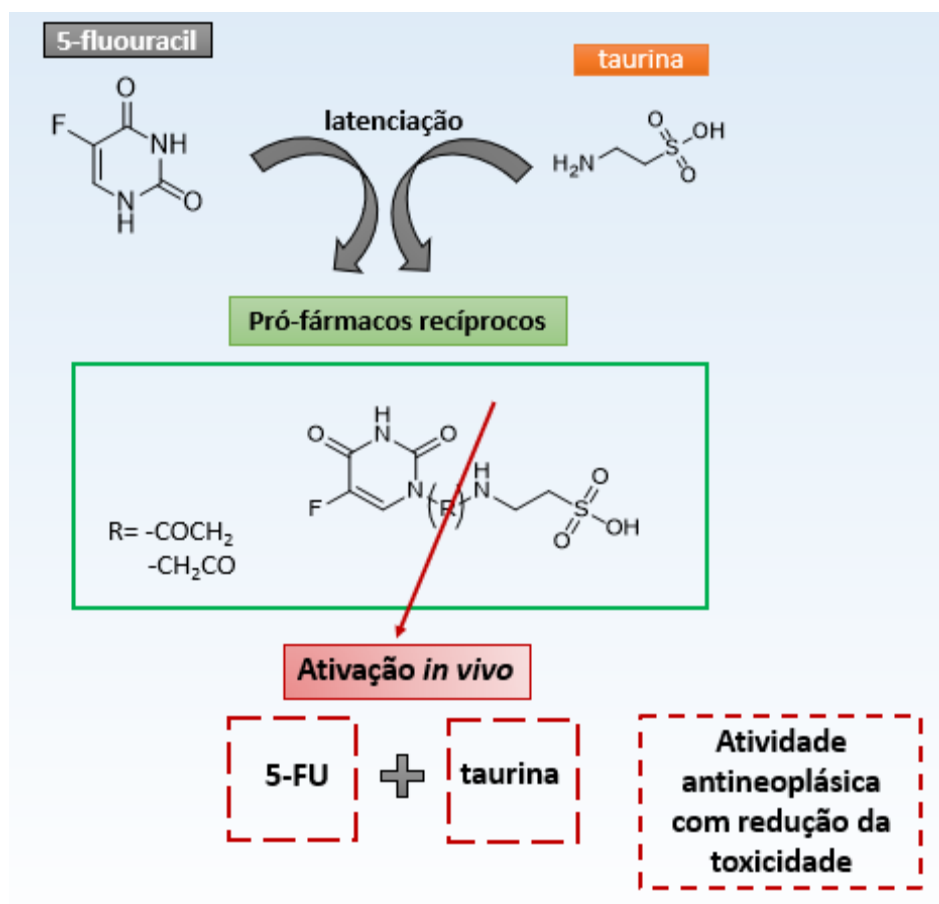 5-fluouracil
taurina
latenciação
O
F
NH
N
H
O
H₂N
O
S
OH
O
Pró-fármacos recíprocos
H
O
N
O
H
F
N
(R)
N
O
S
OH
O
R= -COCH₂
-CH₂CO
Ativação in vivo
5-FU
+
taurina
Atividade
antineoplásica
com redução da
toxicidade